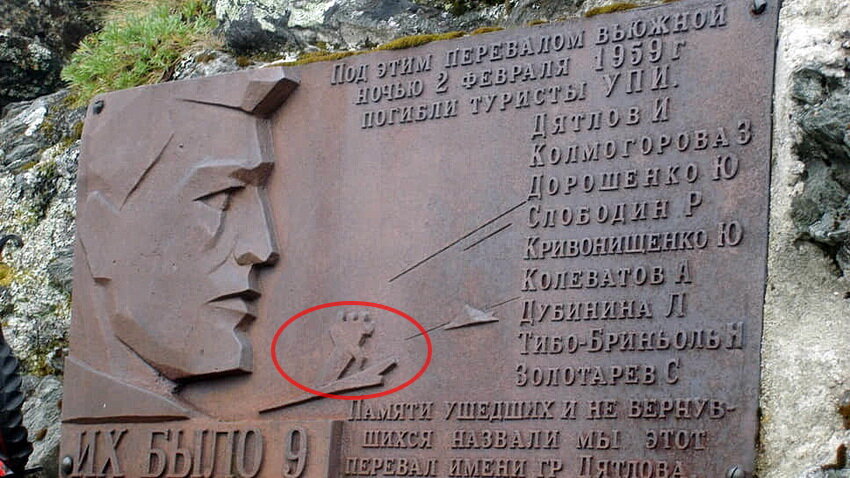 Под этим перевалом вьюжной
ночью 2 февраля 1959 г
погибли туристы УПИ.
Дятлов И
Колмогорова З
Дорошенко Ю
Слободин Р
Кривонищенко Ю
Колеватов А
Дубинина Л
Тибо-Бриньоль Н
Золотарев С
Памяти ушедших и не вернув-
шихся назвали мы этот
перевал имени гр Дятлова.
ИХ БЫЛО 9